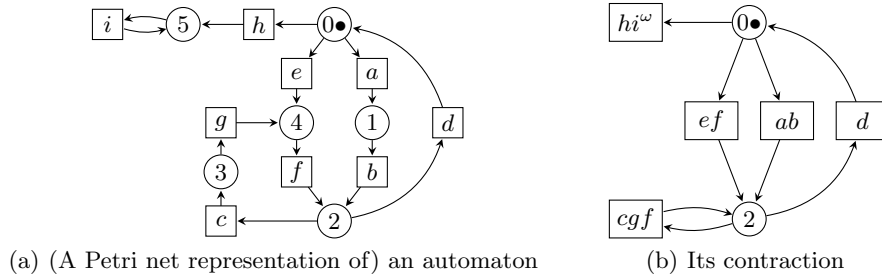 i 5 h 0
e a
g 4 1 d
3 f b
c 2
(a) (A Petri net representation of) an automaton
hi^ω 0
ef ab d
cgf 2
(b) Its contraction